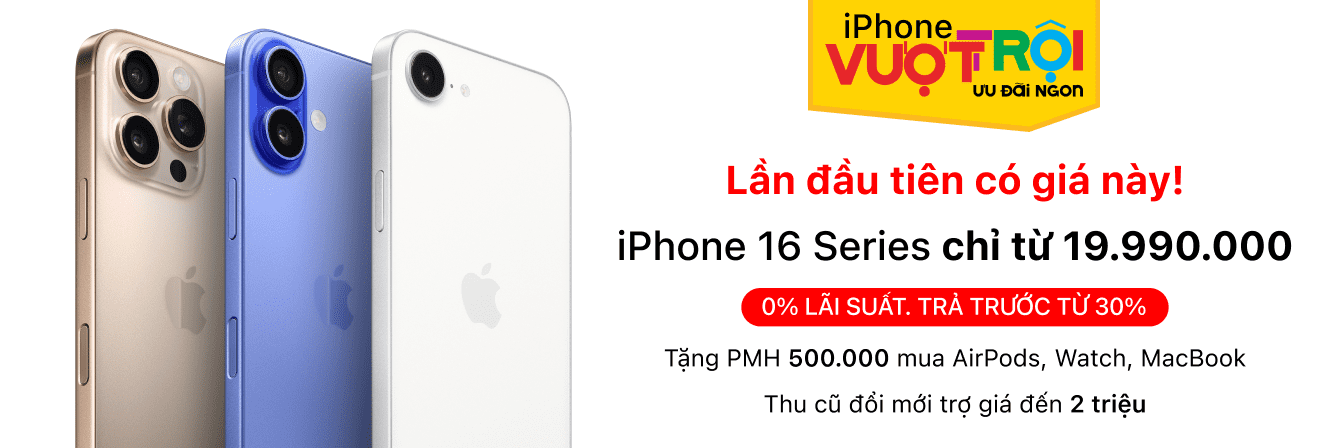 iPhone
VƯỢT TRỘI
ƯU ĐÃI NGON
Lần đầu tiên có giá này!
iPhone 16 Series chỉ từ 19.990.000
0% LÃI SUẤT. TRẢ TRƯỚC TỪ 30%
Tặng PMH 500.000 mua AirPods, Watch, MacBook
Thu cũ đổi mới trợ giá đến 2 triệu